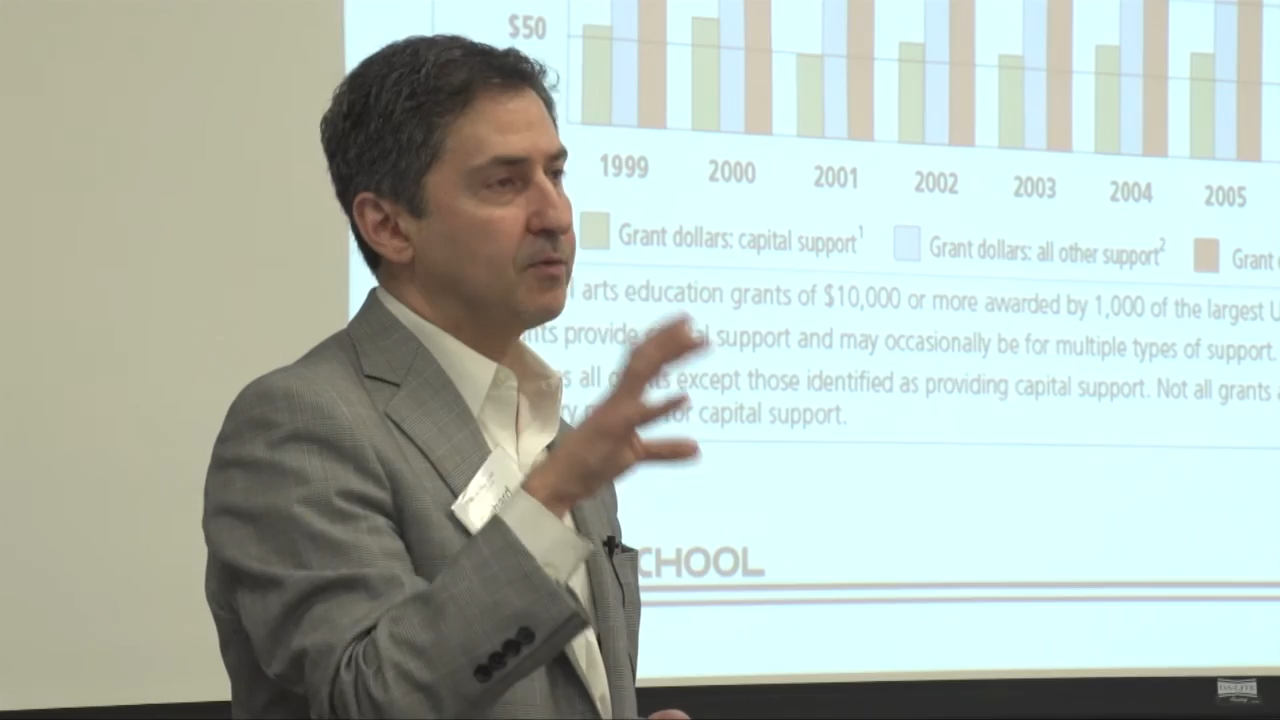 $50
1999 2000 2001 2002 2003 2004 2005
Grant dollars: capital support1 Grant dollars: all other support2 Grant
arts education grants of $10,000 or more awarded by 1,000 of the largest
provide support and may occasionally be for multiple types of support.
all except those identified as providing capital support. Not all grants
for capital support.
CHOOL
DA-LITE